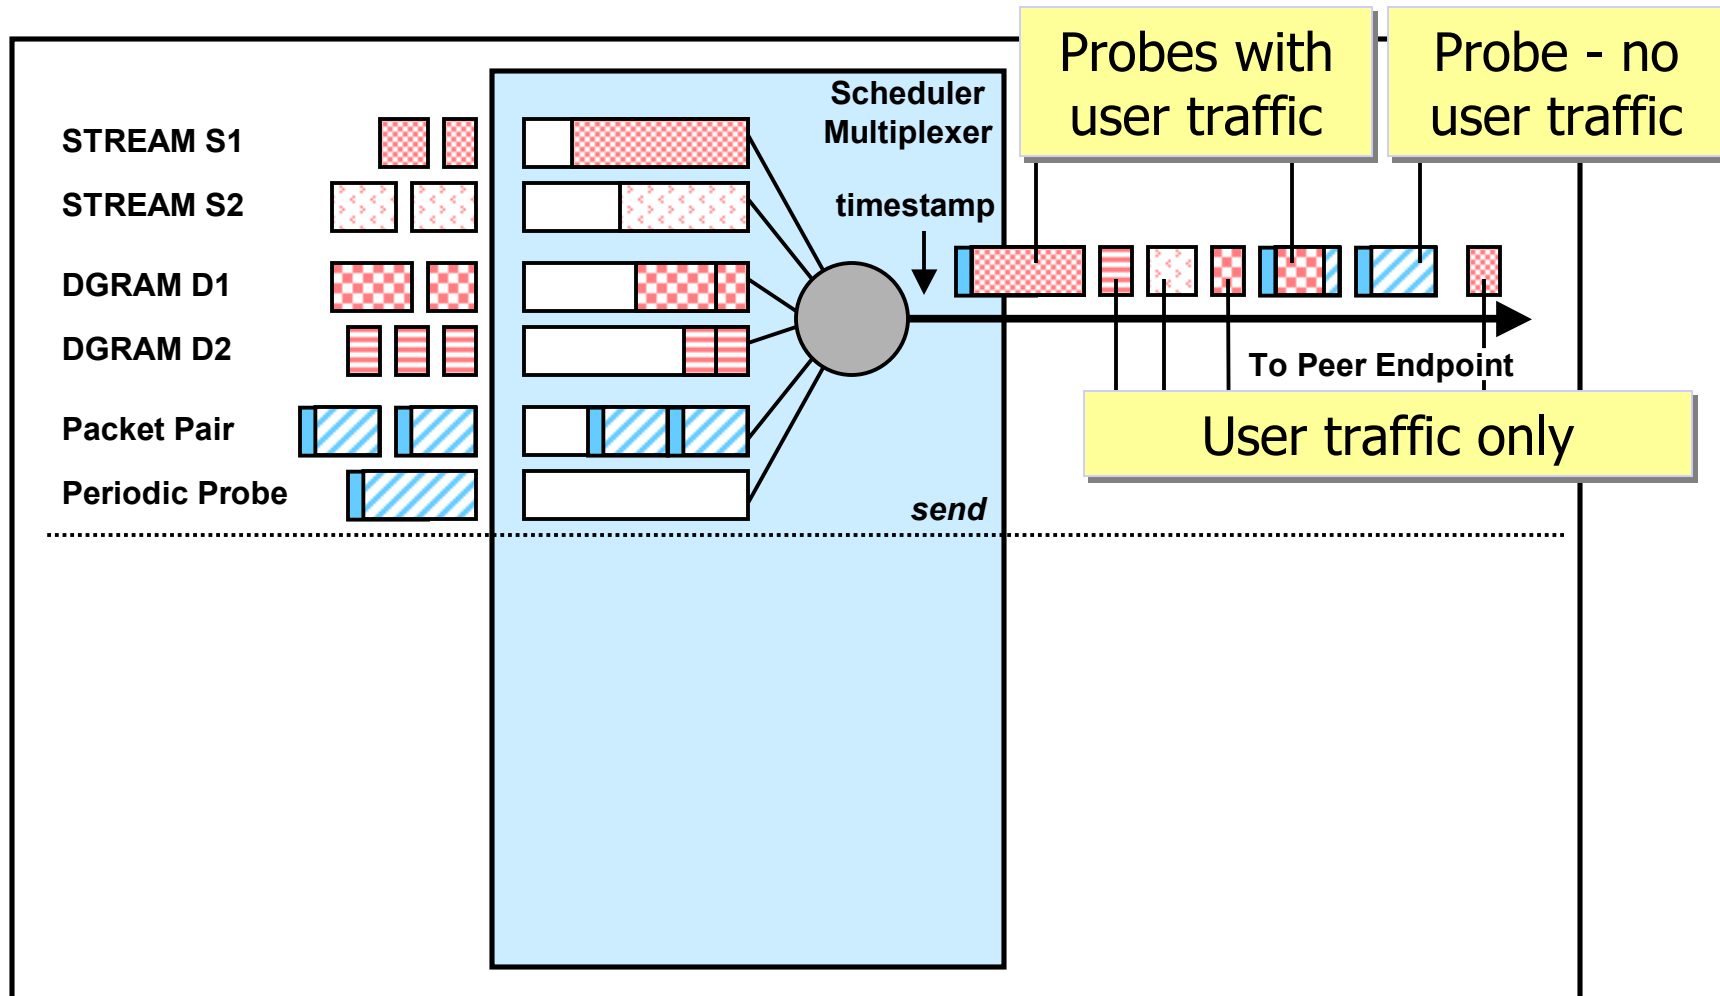 Probes with
user traffic
Probe - no
user traffic
Scheduler
Multiplexer
STREAM S1
STREAM S2
timestamp
DGRAM D1
DGRAM D2
To Peer Endpoint
Packet Pair
User traffic only
Periodic Probe
send